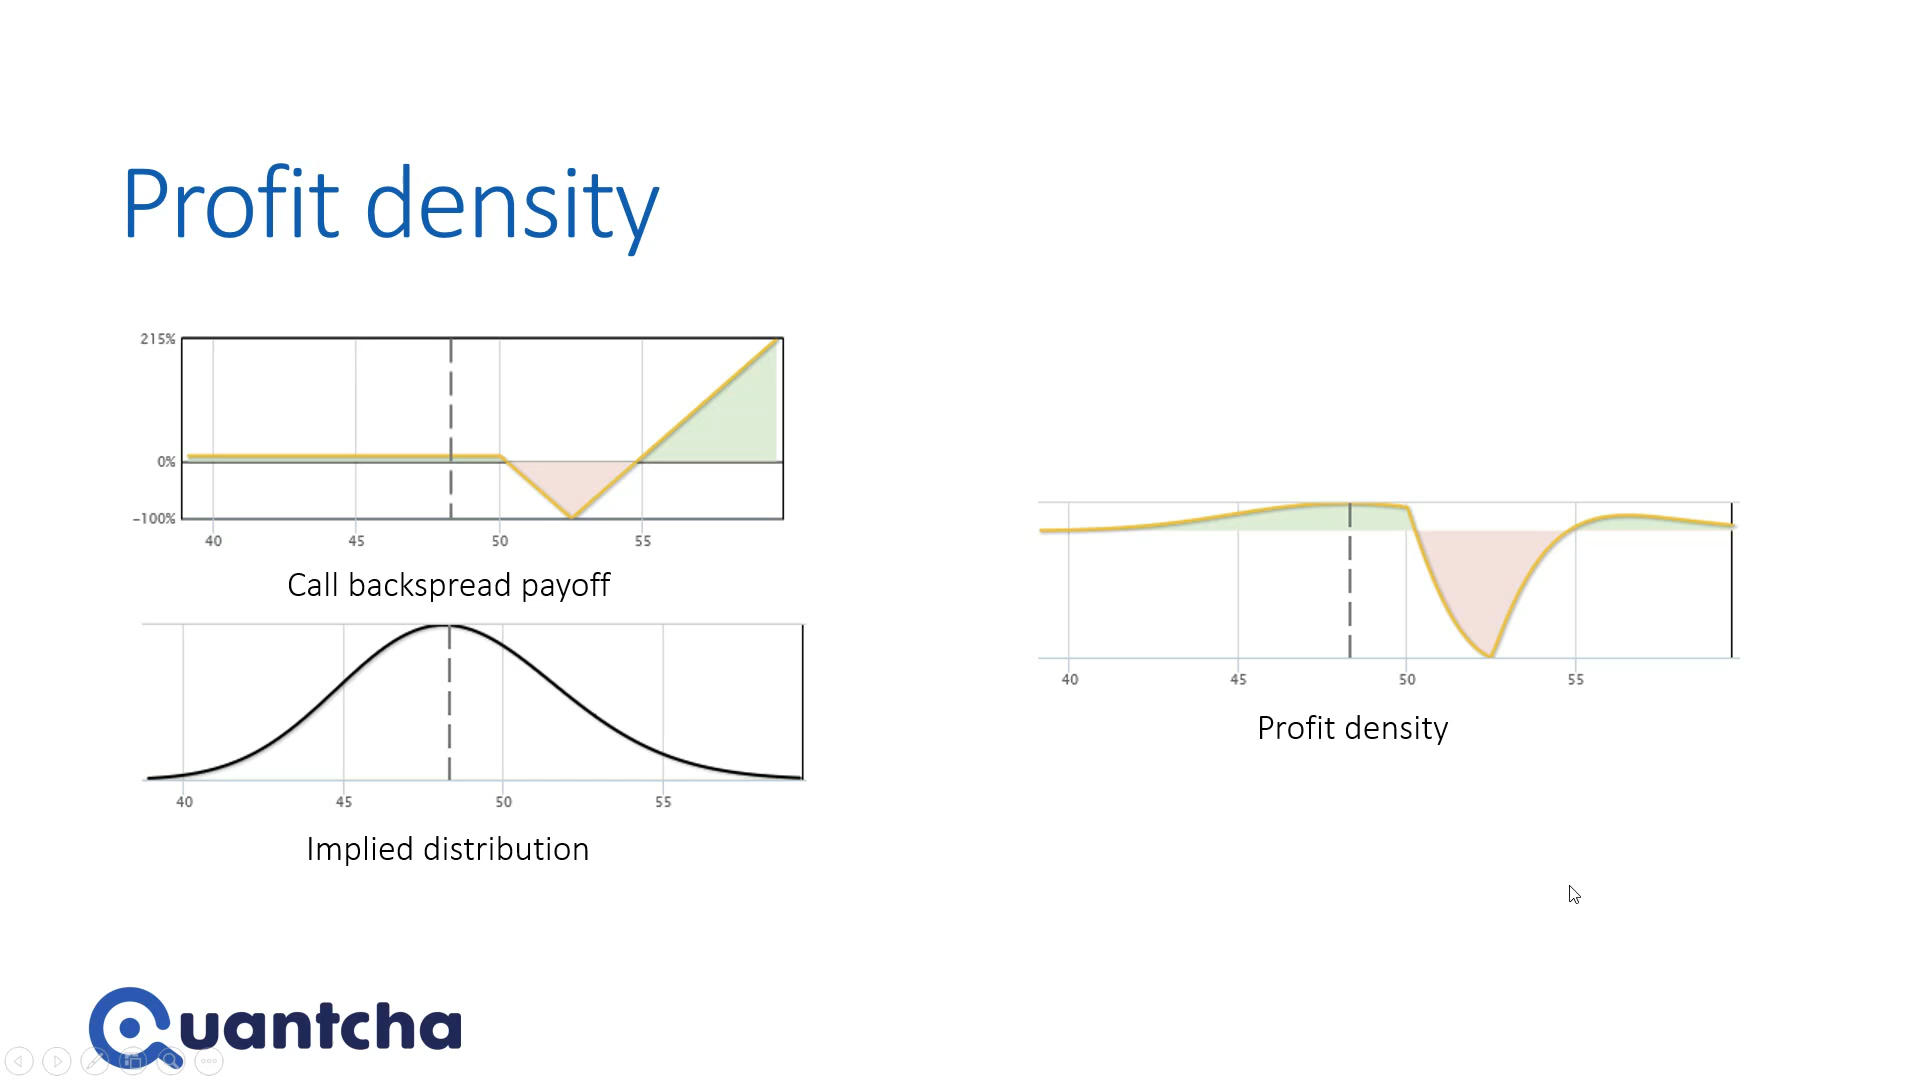 Profit density
215%
0%
-100%
40 45 50 55
Call backspread payoff
40 45 50 55
Implied distribution
40 45 50 55
Profit density
Quantcha